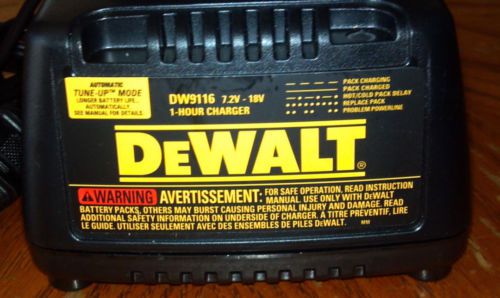 AUTOMATIC
TUNE-UP™ MODE
LONGER BATTERY LIFE...
AUTOMATICALLY.
SEE MANUAL FOR DETAILS.
DW9116 7.2V - 18V
1-HOUR CHARGER
PACK CHARGING
PACK CHARGED
HOT/COLD PACK DELAY
REPLACE PACK
PROBLEM POWERLINE
DEWALT®
WARNING AVERTISSEMENT: FOR SAFE OPERATION, READ INSTRUCTION
MANUAL. USE ONLY WITH DeWALT
BATTERY PACKS, OTHERS MAY BURST CAUSING PERSONAL INJURY AND DAMAGE. READ
ADDITIONAL SAFETY INFORMATION ON UNDERSIDE OF CHARGER. A TITRE PREVENTIF, LIRE
LE GUIDE. UTILISER SEULEMENT AVEC DES ENSEMBLES DE PILES DeWALT.